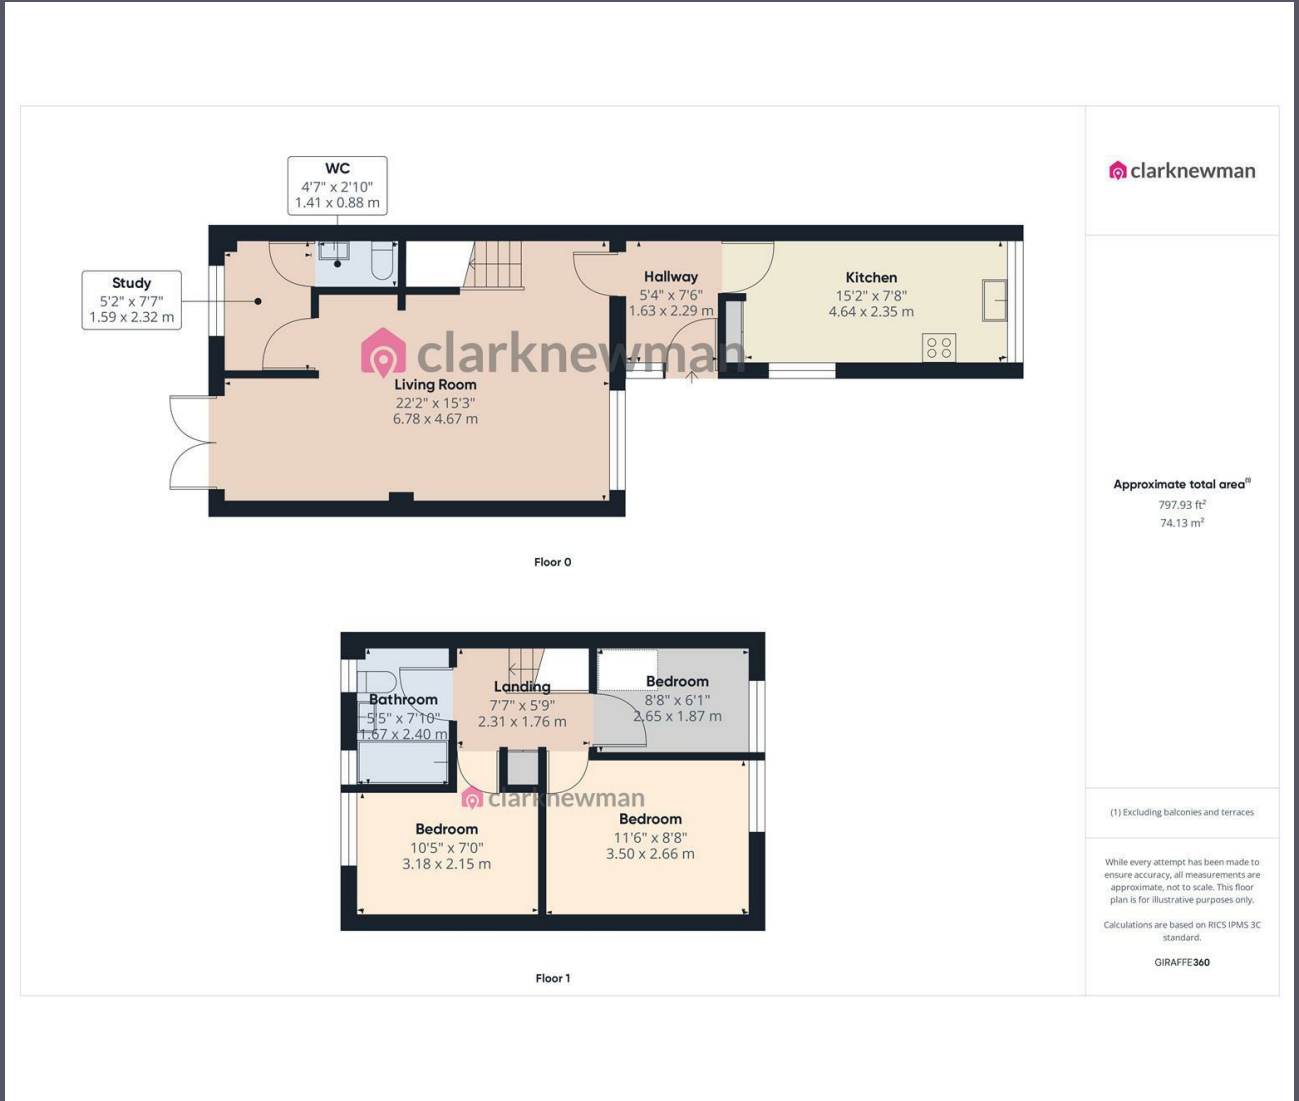 WC
4'7" x 2'10"
1.41 x 0.88 m
Study
5'2" x 7'7"
1.59 x 2.32 m
Hallway
5'4" x 7'6"
1.63 x 2.29 m
Kitchen
15'2" x 7'8"
4.64 x 2.35 m
clarknewman
Living Room
22'2" x 15'3"
6.78 x 4.67 m
Floor 0
Bathroom
5'5" x 7'10"
1.67 x 2.40 m
Landing
7'7" x 5'9"
2.31 x 1.76 m
Bedroom
8'8" x 6'1"
2.65 x 1.87 m
clarknewman
Bedroom
10'5" x 7'0"
3.18 x 2.15 m
Bedroom
11'6" x 8'8"
3.50 x 2.66 m
Floor 1
clarknewman
Approximate total area(1)
797.93 ft²
74.13 m²
(1) Excluding balconies and terraces
While every attempt has been made to
ensure accuracy, all measurements are
approximate, not to scale. This floor
plan is for illustrative purposes only.
Calculations are based on RICS IPMS 3C
standard.
GIRAFFE360